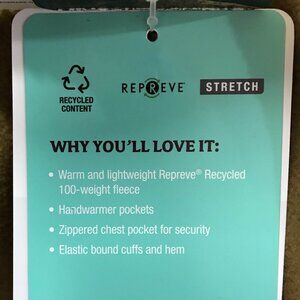 RECYCLED
CONTENT
REPREVE
STRETCH
WHY YOU'LL LOVE IT:
• Warm and lightweight Repreve® Recycled
100-weight fleece
• Handwarmer pockets
• Zippered chest pocket for security
• Elastic bound cuffs and hem